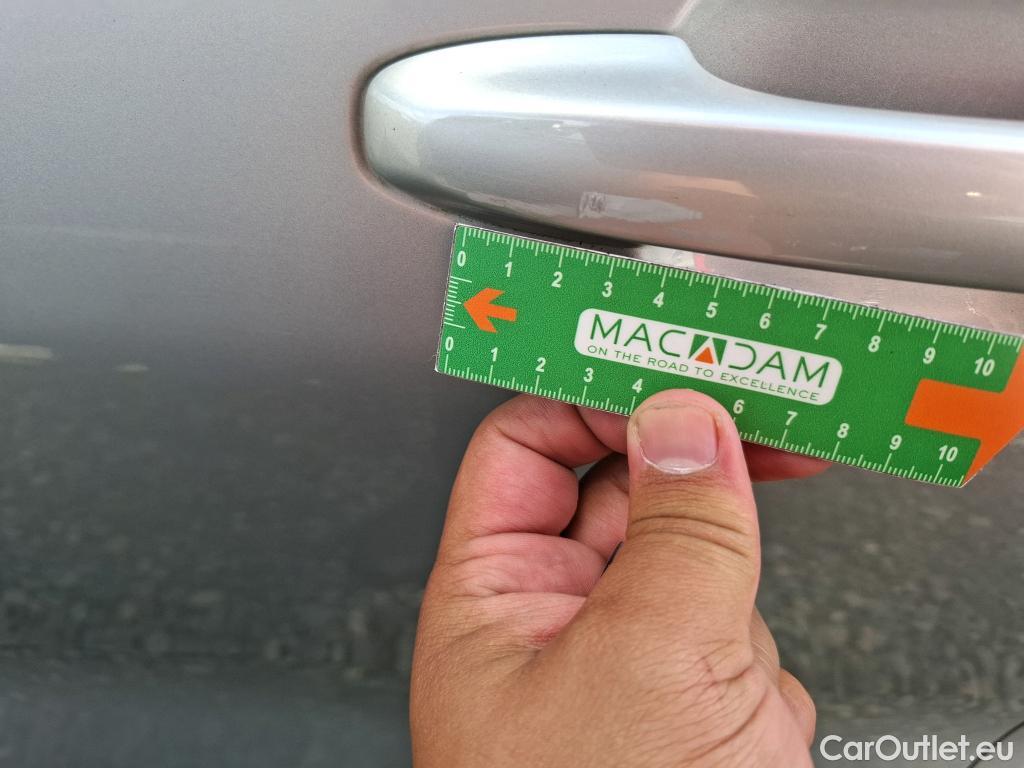 0 1 2 3 4 5 6 7 8 9 10
MACADAM
ON THE ROAD TO EXCELLENCE
0 1 2 3 4 6 7 8 9 10
CarOutlet.eu